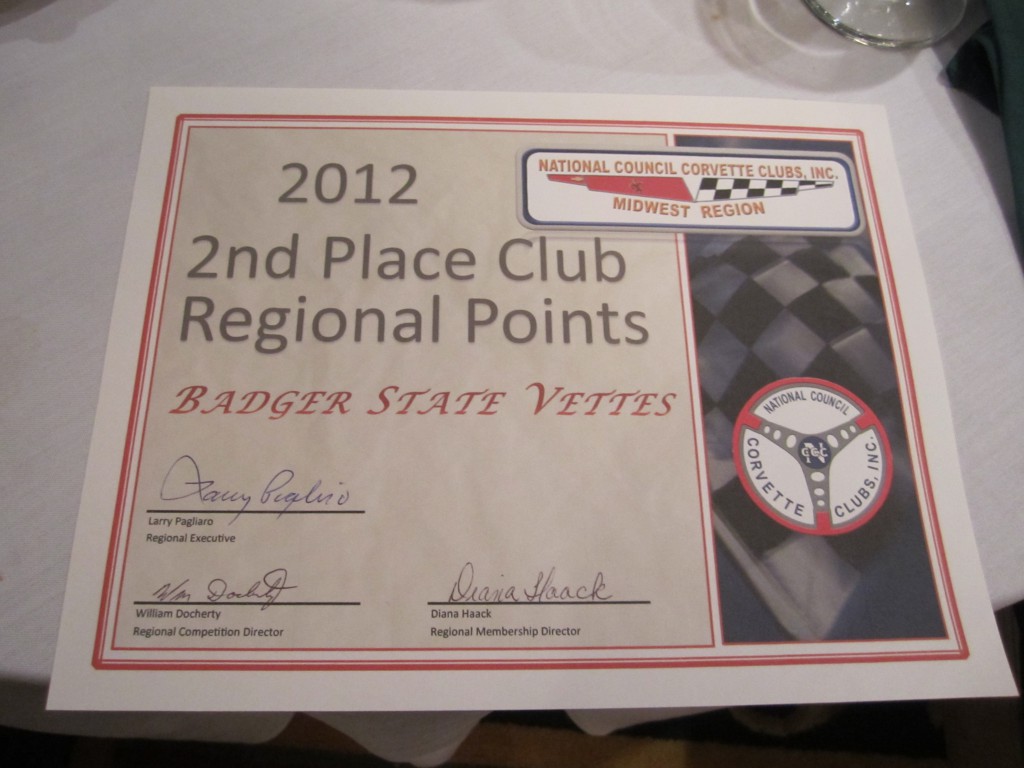 2012
NATIONAL COUNCIL CORVETTE CLUBS, INC.
MIDWEST REGION
2nd Place Club
Regional Points
BADGER STATE VETTES
NATIONAL COUNCIL
CORVETTE CLUBS, INC.
NCCC
Larry Pagliaro
Larry Pagliaro
Regional Executive
Wm Docherty
William Docherty
Regional Competition Director
Diana Haack
Diana Haack
Regional Membership Director